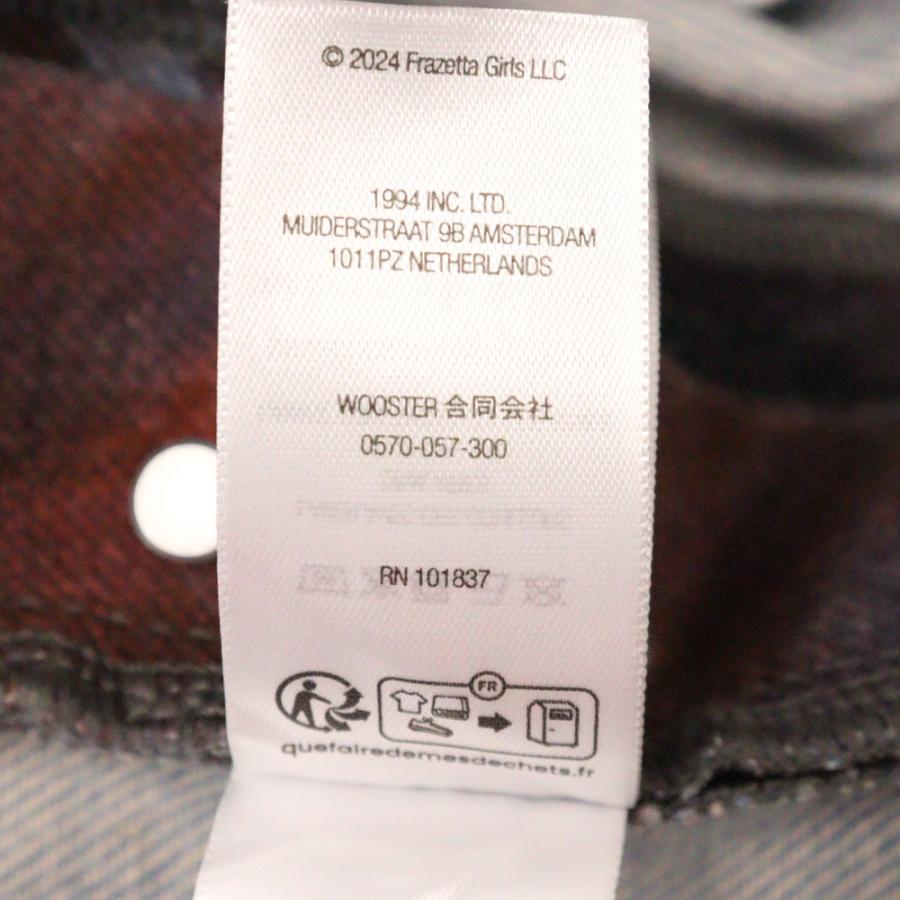 © 2024 Frazetta Girls LLC
1994 INC. LTD.
MUIDERSTRAAT 9B AMSTERDAM
1011PZ NETHERLANDS
WOOSTER 合同会社
0570-057-300
RN 101837
FR
quefairedemesdechets.fr